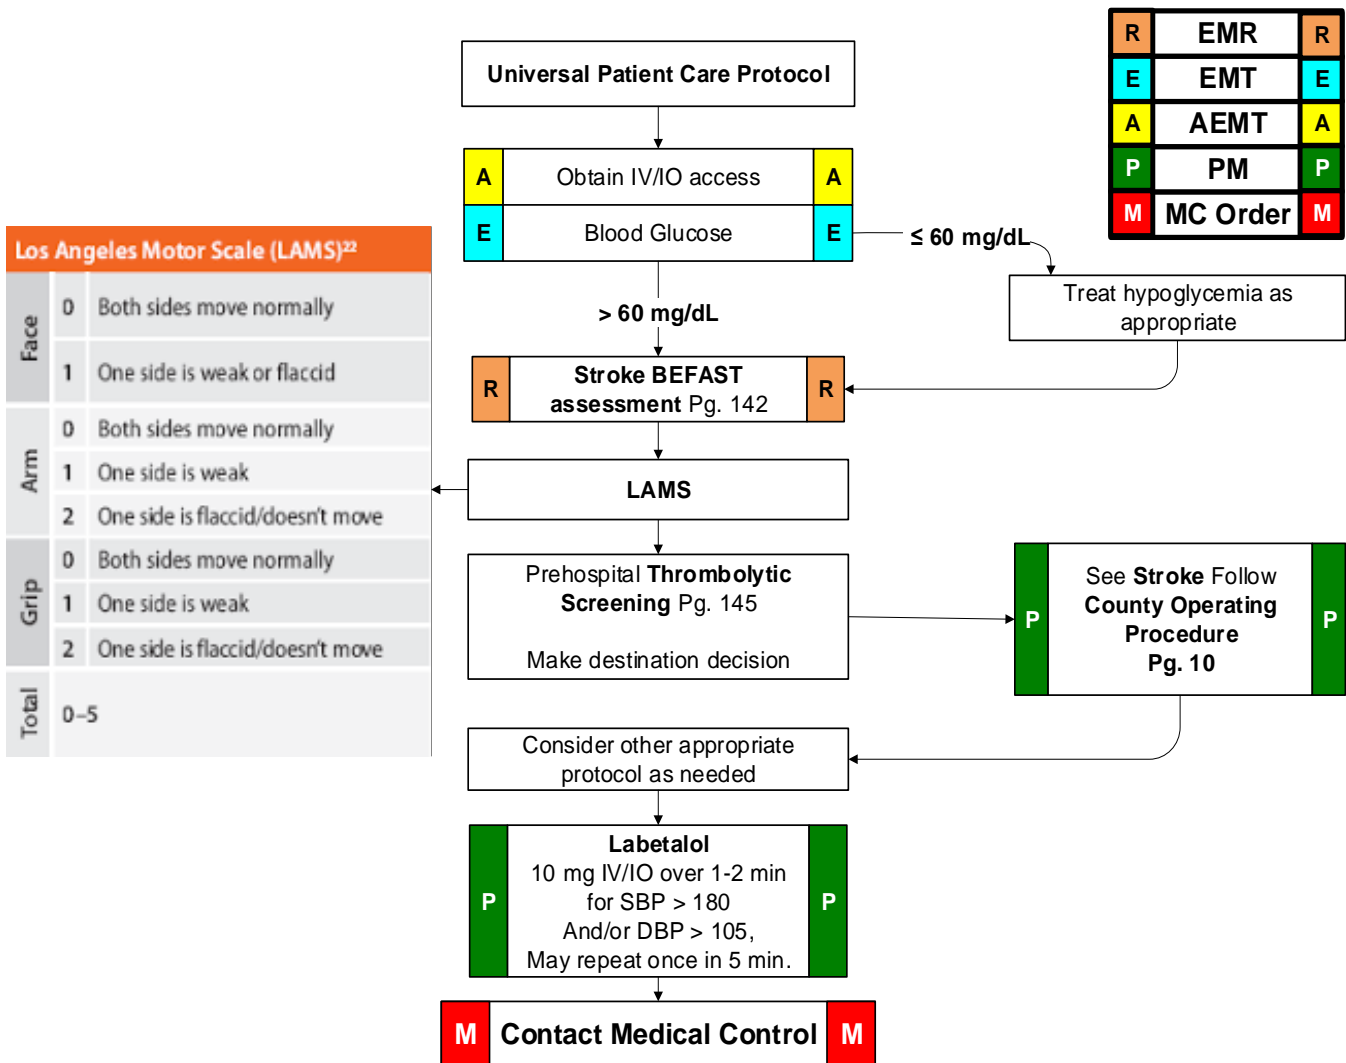 Universal Patient Care Protocol
R EMR R
E EMT E
A AEMT A
P PM P
M MC Order M
A Obtain IV/IO access A
E Blood Glucose E
≤ 60 mg/dL
Treat hypoglycemia as
appropriate
> 60 mg/dL
R Stroke BEFAST R
assessment Pg. 142
LAMS
Los Angeles Motor Scale (LAMS)²²
Face
0 Both sides move normally
1 One side is weak or flaccid
Arm
0 Both sides move normally
1 One side is weak
2 One side is flaccid/doesn't move
Grip
0 Both sides move normally
1 One side is weak
2 One side is flaccid/doesn't move
Total
0–5
Prehospital Thrombolytic
Screening Pg. 145
Make destination decision
P P
See Stroke Follow
County Operating
Procedure
Pg. 10
Consider other appropriate
protocol as needed
P P
Labetalol
10 mg IV/IO over 1-2 min
for SBP > 180
And/or DBP > 105,
May repeat once in 5 min.
M Contact Medical Control M